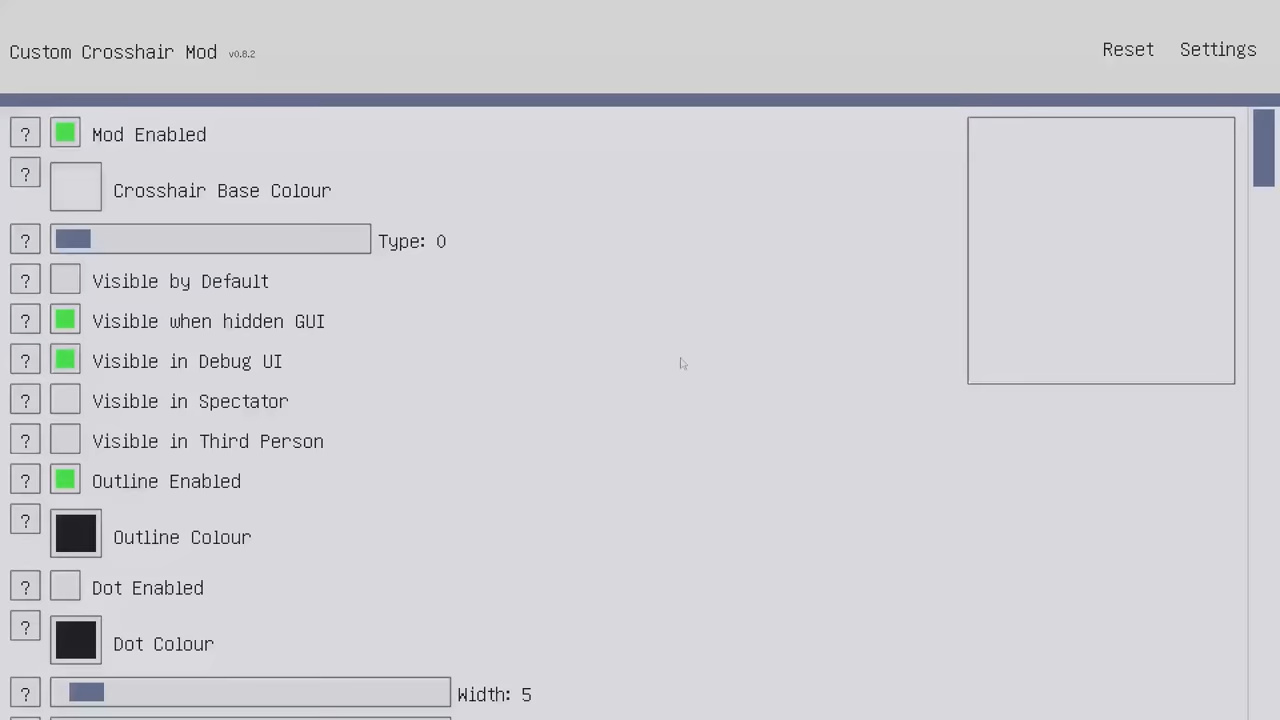 Custom Crosshair Mod v0.8.2
Reset Settings
? Mod Enabled
? Crosshair Base Colour
? Type: 0
? Visible by Default
? Visible when hidden GUI
? Visible in Debug UI
? Visible in Spectator
? Visible in Third Person
? Outline Enabled
? Outline Colour
? Dot Enabled
? Dot Colour
? Width: 5